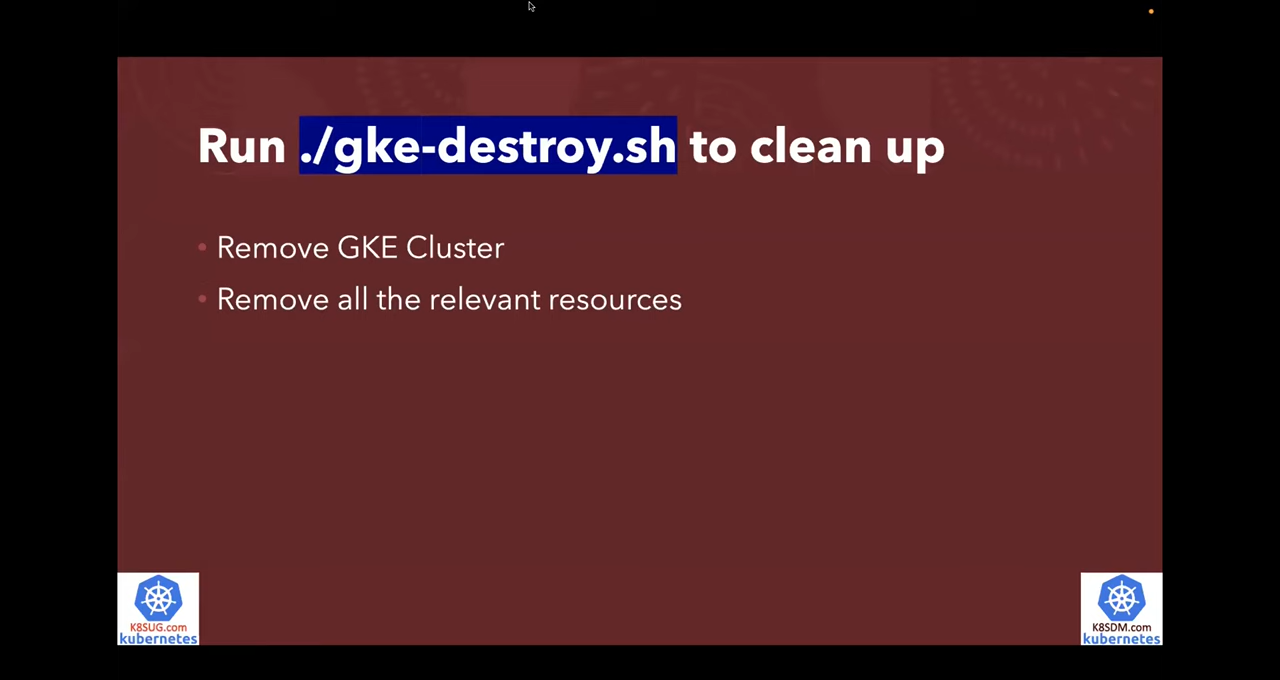 Run ./gke-destroy.sh to clean up
• Remove GKE Cluster
• Remove all the relevant resources
K8SUG.com
kubernetes
K8SDM.com
kubernetes